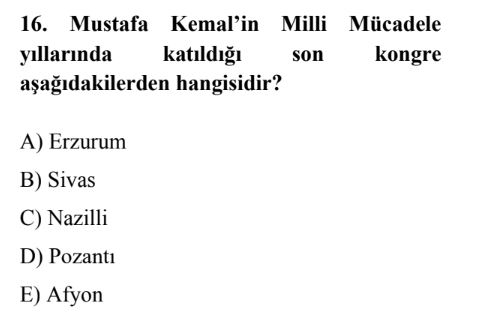 16. Mustafa Kemal’in Milli Mücadele
yıllarında katıldığı son kongre
aşağıdakilerden hangisidir?
A) Erzurum
B) Sivas
C) Nazilli
D) Pozantı
E) Afyon